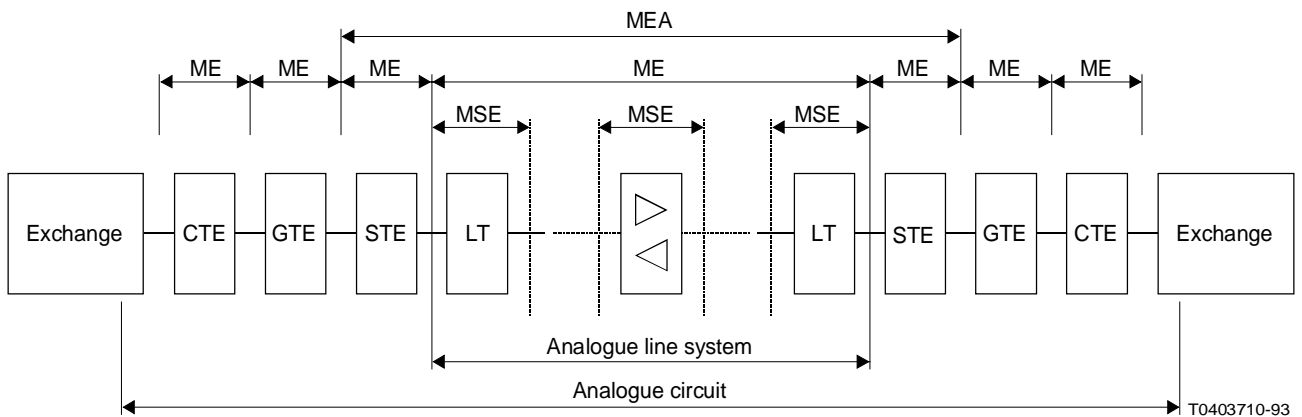 MEA
ME ME ME ME ME ME ME
MSE MSE MSE
Exchange CTE GTE STE LT LT STE GTE CTE Exchange
Analogue line system
Analogue circuit
T0403710-93